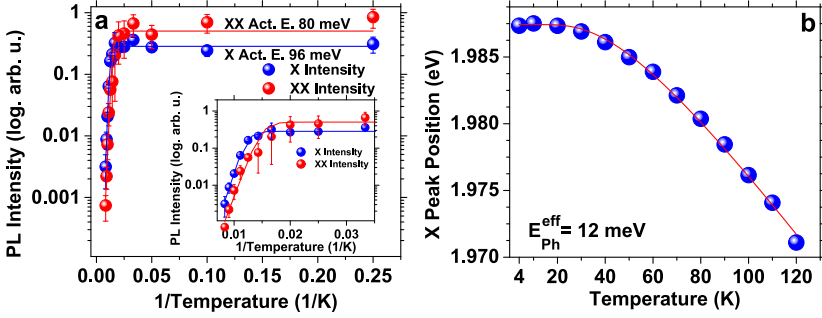 a
XX Act. E. 80 meV
X Act. E. 96 meV
X Intensity
XX Intensity
PL Intensity (log. arb. u.)
1
0.1
0.01
0.001
0.00 0.05 0.10 0.15 0.20 0.25
1/Temperature (1/K)
PL Intensity (log. arb. u.)
1
0.1
0.01
0.1
X Intensity
XX Intensity
0.01 0.02 0.03
1/Temperature (1/K)
b
X Peak Position (eV)
1.985
1.980
1.975
1.970
E eff Ph = 12 meV
4 20 40 60 80 100 120
Temperature (K)